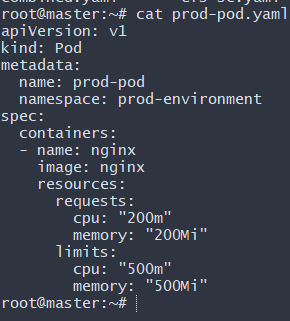 root@master:~# cat prod-pod.yaml
apiVersion: v1
kind: Pod
metadata:
  name: prod-pod
  namespace: prod-environment
spec:
  containers:
  - name: nginx
    image: nginx
    resources:
      requests:
        cpu: "200m"
        memory: "200Mi"
      limits:
        cpu: "500m"
        memory: "500Mi"
root@master:~#